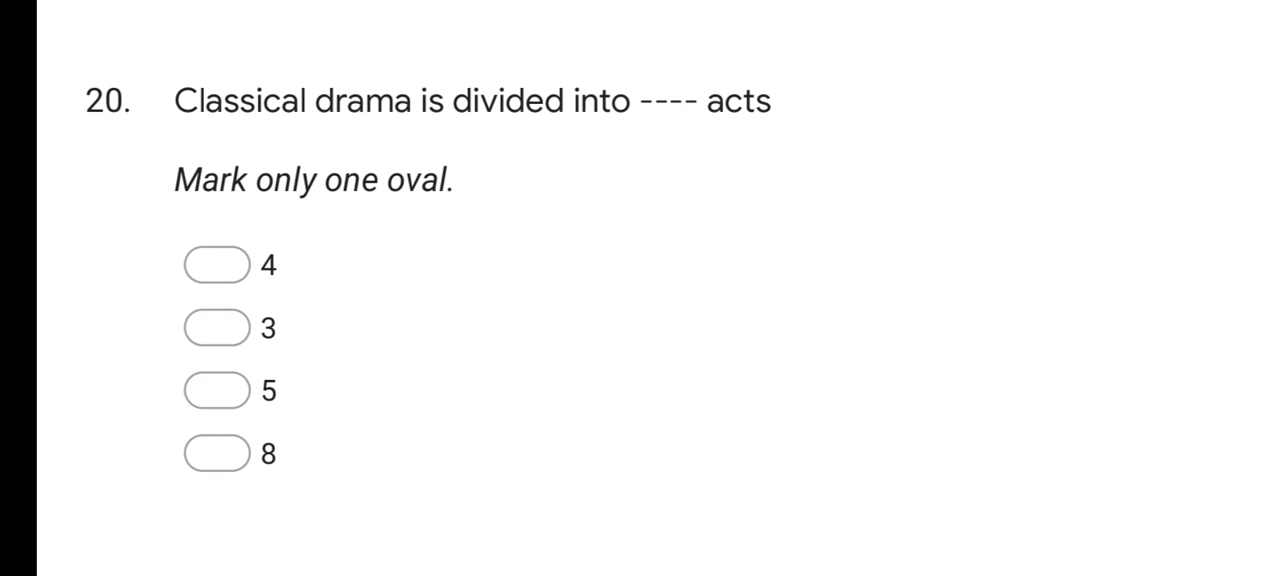 20. Classical drama is divided into ---- acts
Mark only one oval.
4
3
5
8